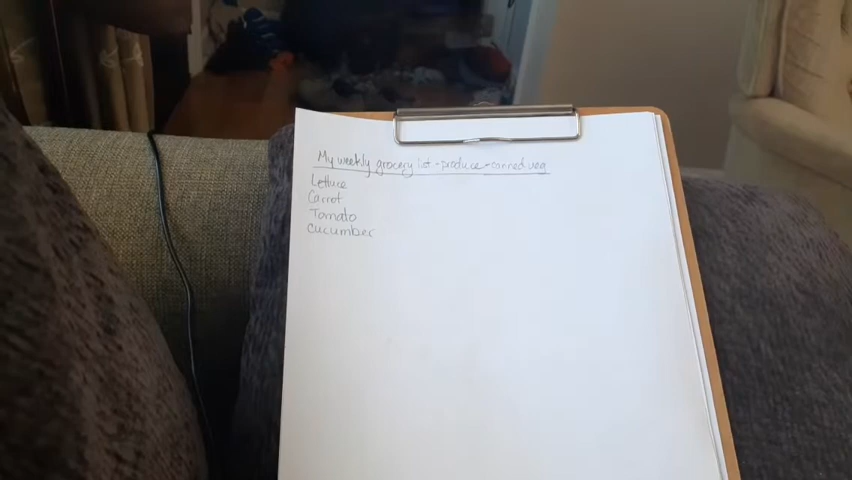 My weekly grocery list - produce - canned veg
Lettuce
Carrot
Tomato
Cucumber